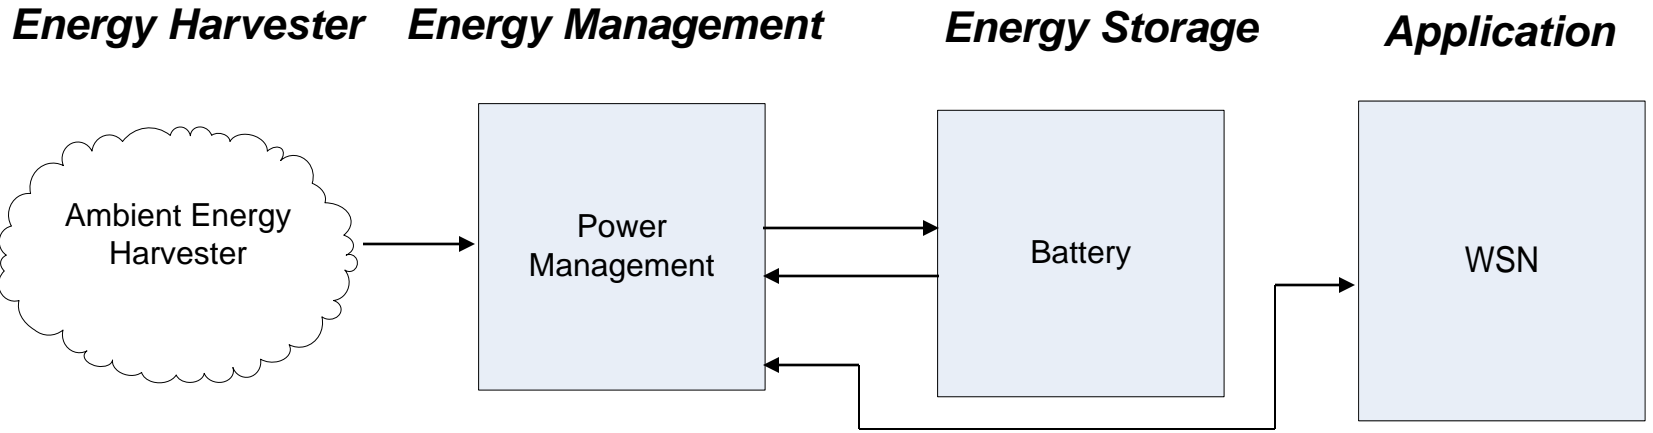 Energy Harvester
Energy Management
Energy Storage
Application
Ambient Energy
Harvester
Power
Management
Battery
WSN